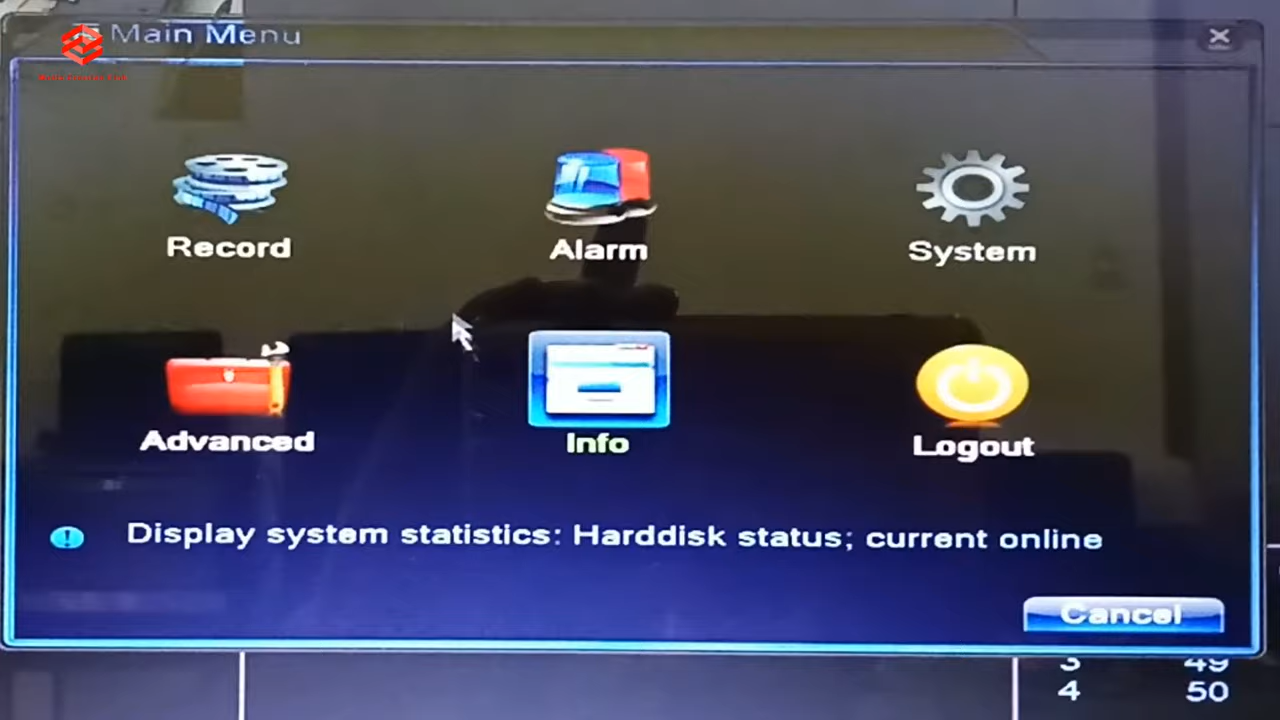 Main Menu
Record
Alarm
System
Advanced
Info
Logout
Display system statistics: Harddisk status; current online
Cancel
3 49
4 50